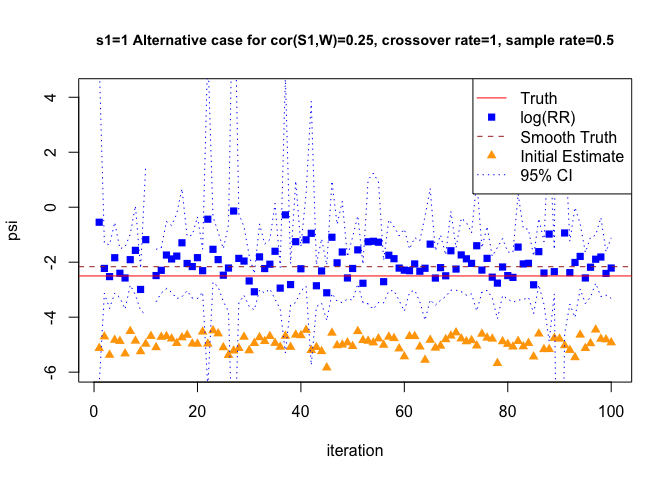 s1=1 Alternative case for cor(S1,W)=0.25, crossover rate=1, sample rate=0.5
Truth
log(RR)
Smooth Truth
Initial Estimate
95% CI
psi
4
2
0
-2
-4
-6
0 20 40 60 80 100
iteration